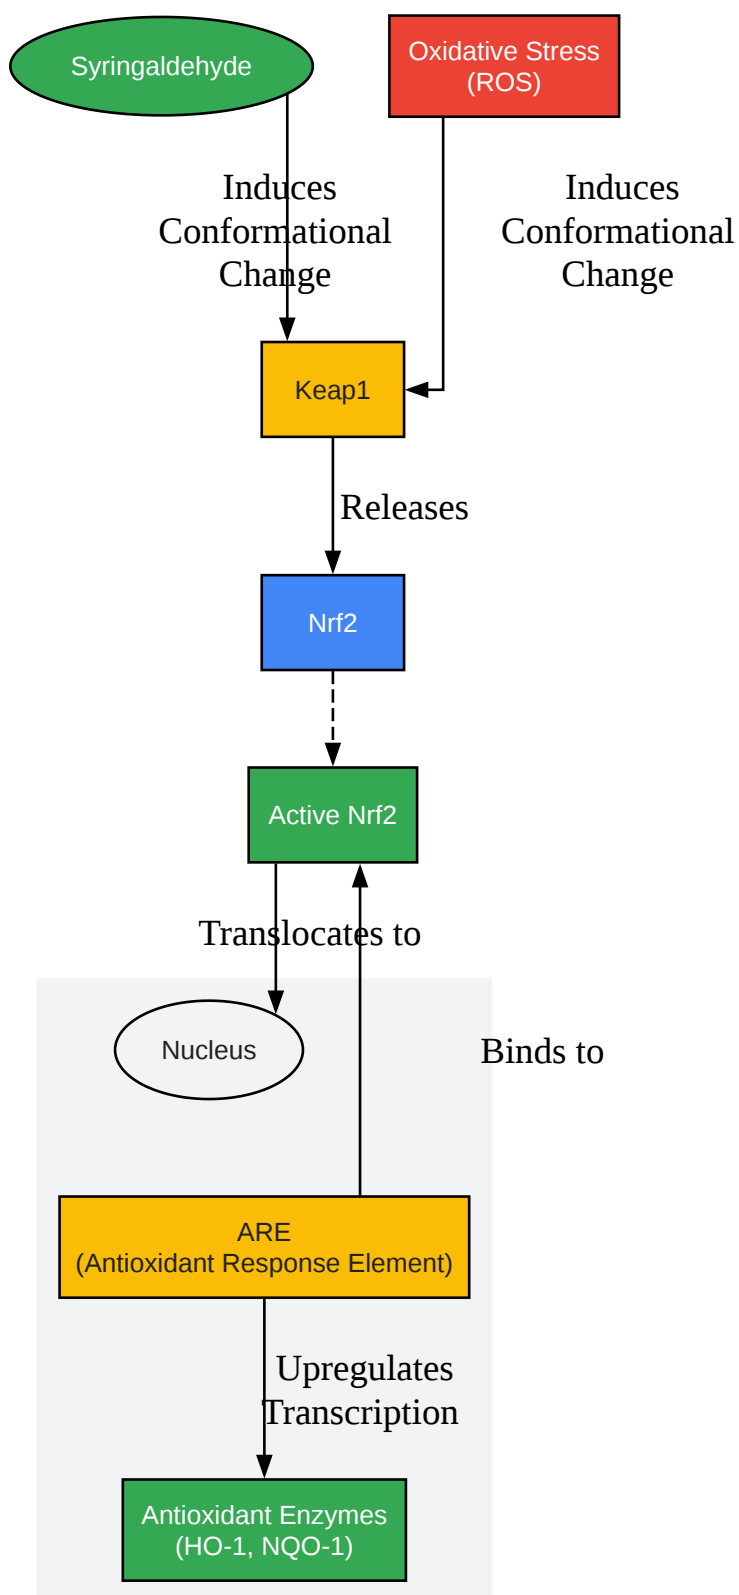 Syringaldehyde
Oxidative Stress
(ROS)
Induces
Conformational
Change
Induces
Conformational
Change
Keap1
Releases
Nrf2
Active Nrf2
Translocates to
Nucleus
Binds to
ARE
(Antioxidant Response Element)
Upregulates
Transcription
Antioxidant Enzymes
(HO-1, NQO-1)